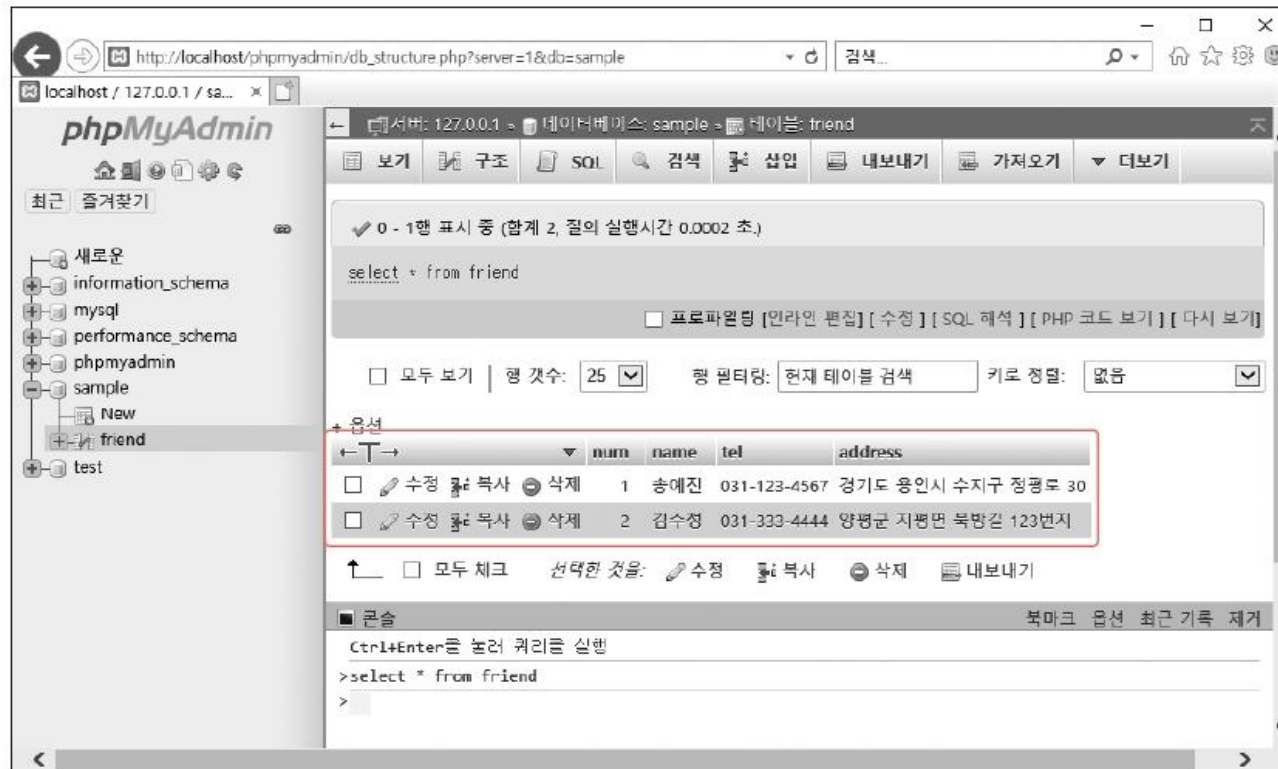 http://localhost/phpmyadmin/db_structure.php?server=1&db=sample 검색...
localhost / 127.0.0.1 / sa...
phpMyAdmin
최근 즐겨찾기
새로운
information_schema
mysql
performance_schema
phpmyadmin
sample
New
friend
test
서버: 127.0.0.1 » 데이터베이스: sample » 테이블: friend
보기 구조 SQL 검색 삽입 내보내기 가져오기 ▼ 더보기
0 - 1행 표시 중 (합계 2, 질의 실행시간 0.0002 초.)
select * from friend
프로파일링 [인라인 편집] [ 수정 ] [ SQL 해석 ] [ PHP 코드 보기 ] [ 다시 보기]
모두 보기 | 행 갯수: 25 행 필터링: 현재 테이블 검색 키로 정렬: 없음
+ 옵션
←T→ ▼ num name tel address
수정 복사 삭제 1 송예진 031-123-4567 경기도 용인시 수지구 정평로 30
수정 복사 삭제 2 김수정 031-333-4444 양평군 지평면 북방길 123번지
모두 체크 선택한 것을: 수정 복사 삭제 내보내기
콘솔 북마크 옵션 최근 기록 제거
Ctrl+Enter을 눌러 쿼리를 실행
>select * from friend
>